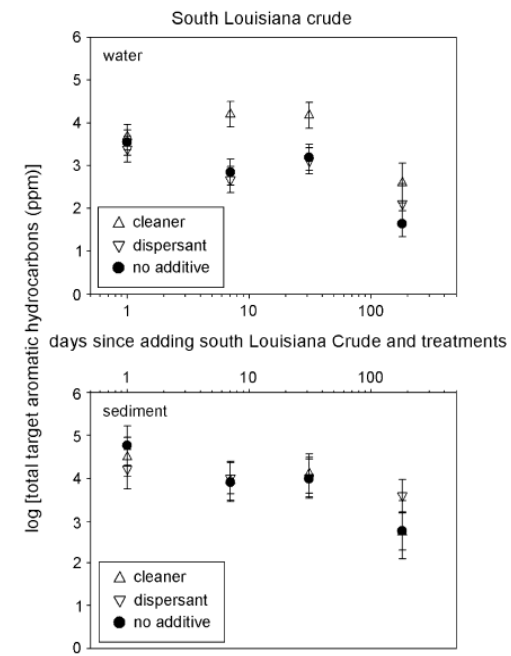 South Louisiana crude
log [total target aromatic hydrocarbons (ppm)]
6
water
5
4
3
2
1
0
cleaner
dispersant
no additive
1 10 100
days since adding south Louisiana Crude and treatments
1 10 100
6
sediment
5
4
3
2
1
0
cleaner
dispersant
no additive